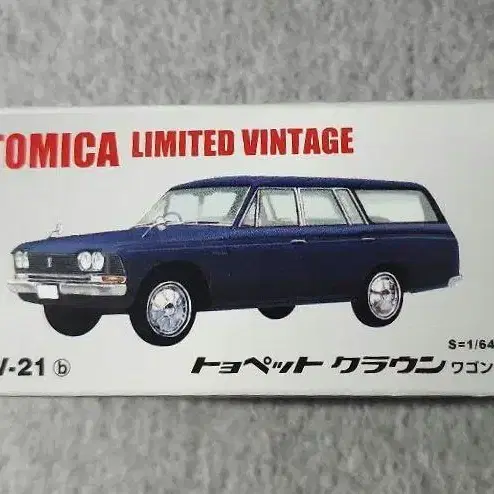 TOMICA LIMITED VINTAGE
S=1/64
V-21 ⓑ トヨペット クラウン ワゴン